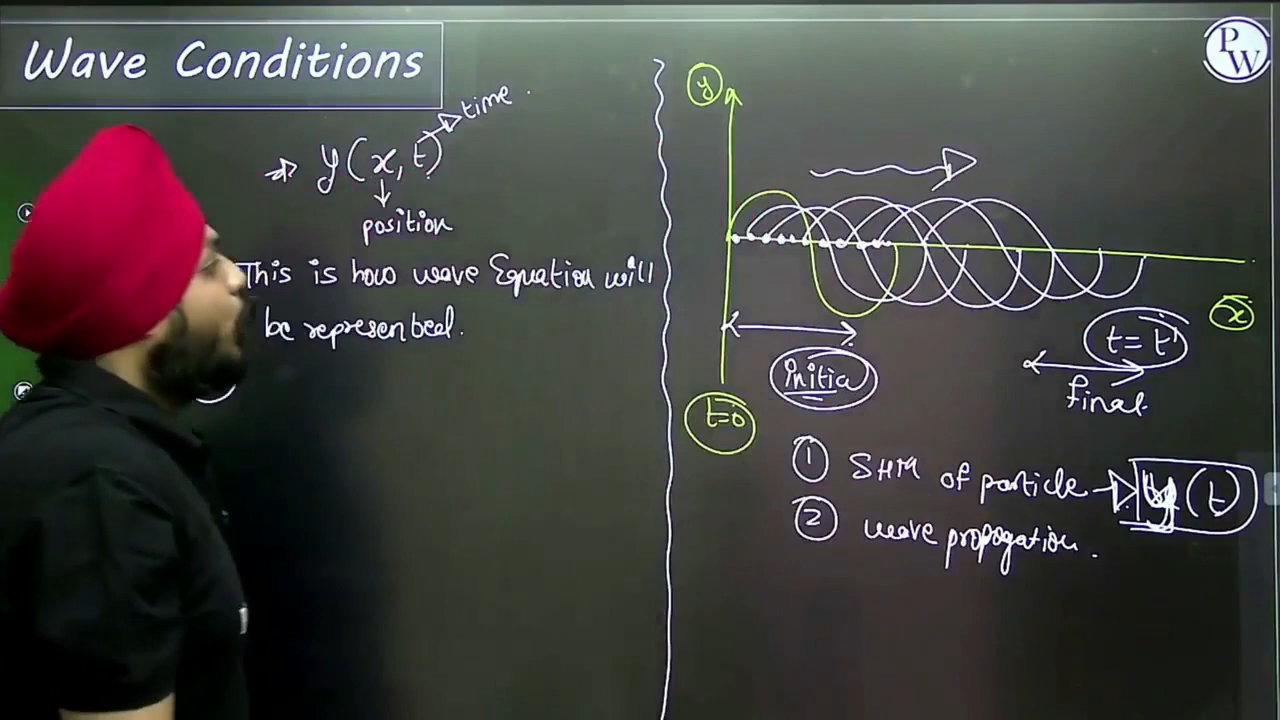 Wave Conditions
PW
y(x, t)
time.
position
This is how wave Equation will
be represented.
y
x
t=0
initia
t = t'
final
① SHM of particle → y(t)
② wave propogation.